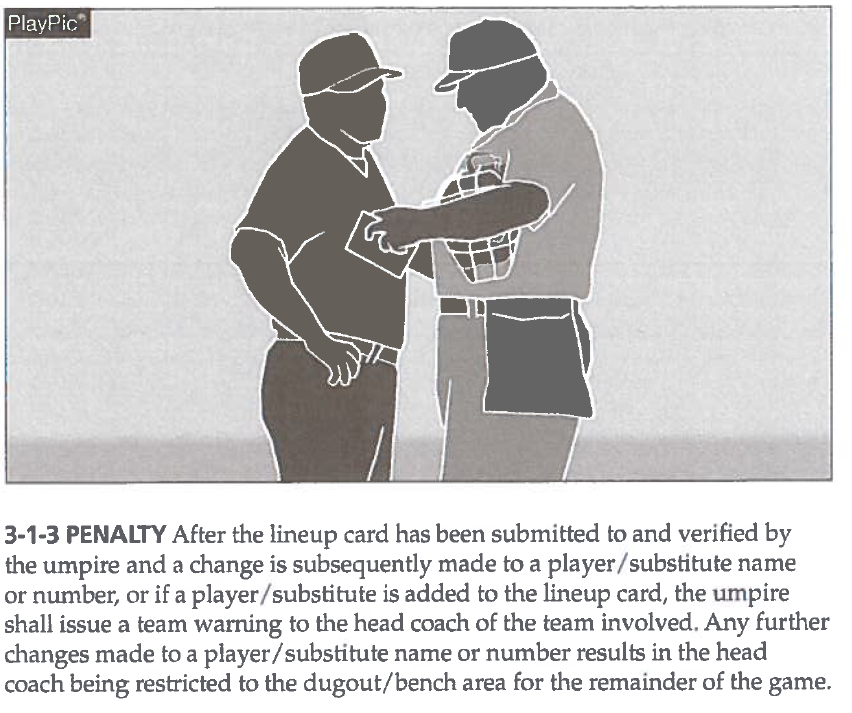 PlayPic®
3-1-3 PENALTY After the lineup card has been submitted to and verified by
the umpire and a change is subsequently made to a player/substitute name
or number, or if a player/substitute is added to the lineup card, the umpire
shall issue a team warning to the head coach of the team involved. Any further
changes made to a player/substitute name or number results in the head
coach being restricted to the dugout/bench area for the remainder of the game.